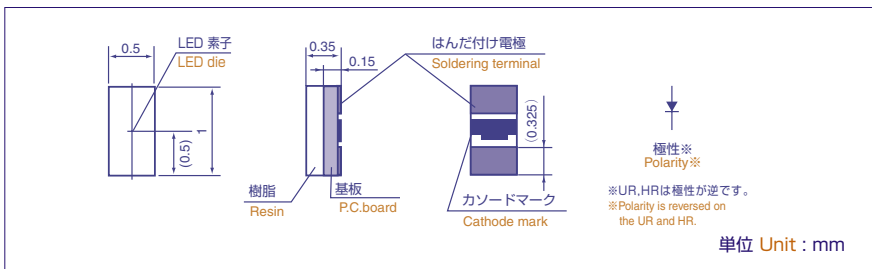 0.5
LED 素子
LED die
1
(0.5)
0.35
0.15
はんだ付け電極
Soldering terminal
樹脂
Resin
基板
P.C.board
(0.325)
カソードマーク
Cathode mark
極性※
Polarity※
※UR,HRは極性が逆です。
※Polarity is reversed on
the UR and HR.
単位 Unit : mm